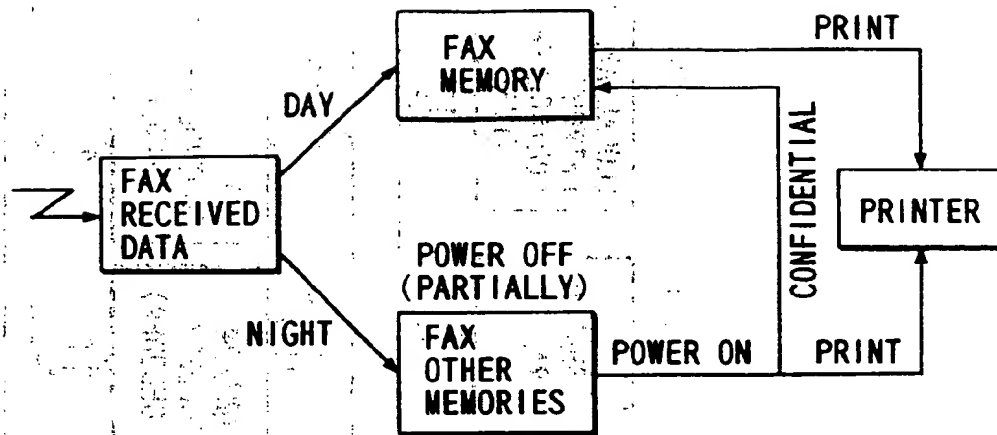 FAX
MEMORY
PRINT
DAY
FAX
RECEIVED
DATA
CONFIDENTIAL
PRINTER
POWER OFF
(PARTIALLY)
NIGHT
FAX
OTHER
MEMORIES
POWER ON
PRINT